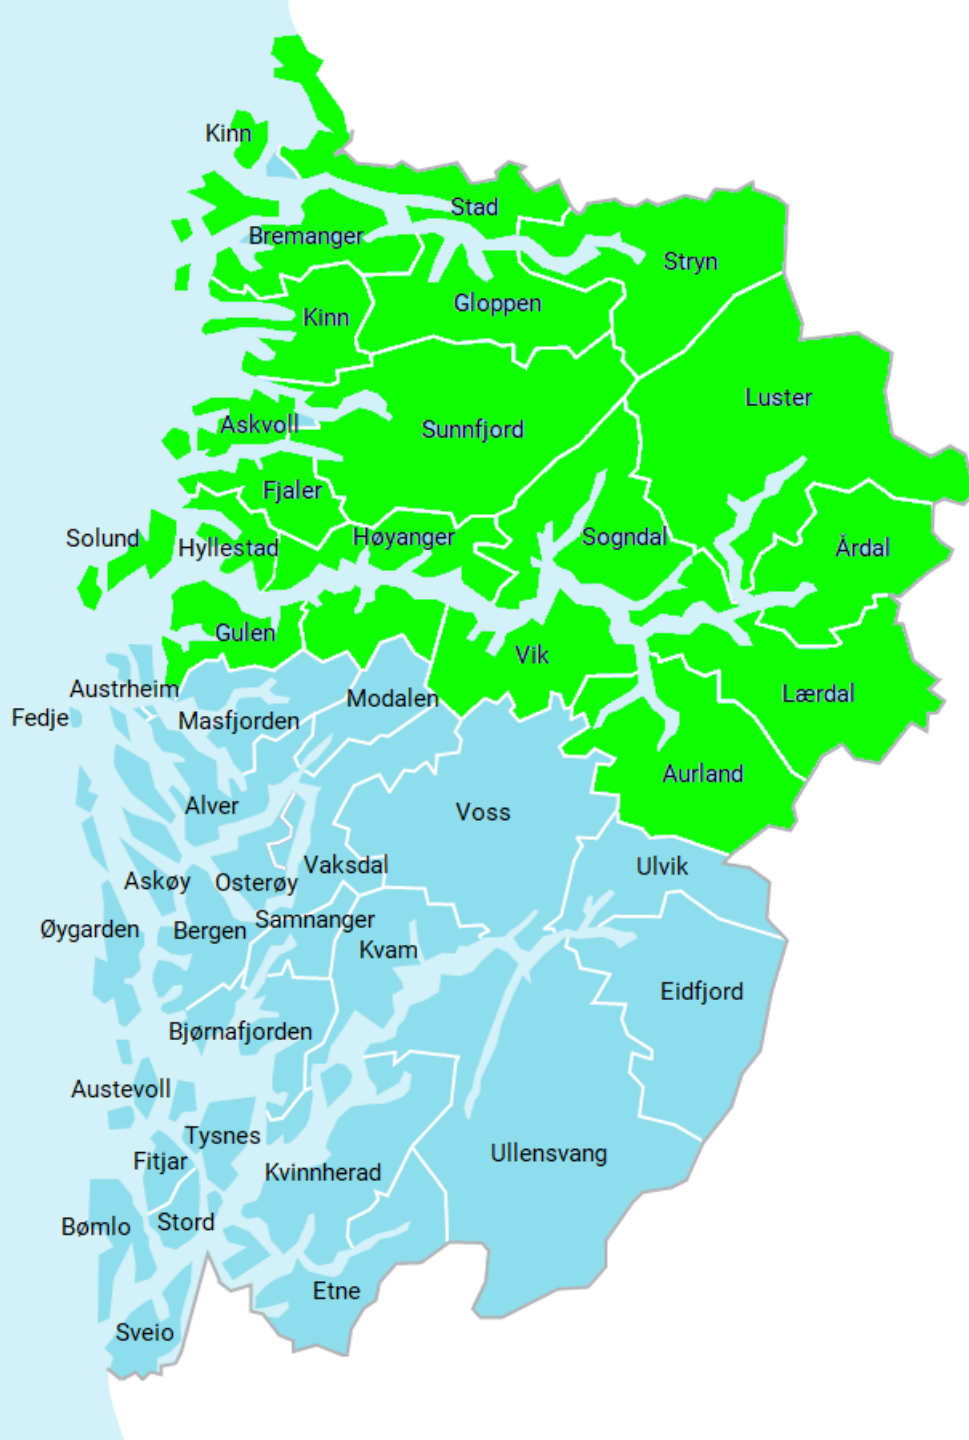 Kinn
Stad
Bremanger
Stryn
Gloppen
Kinn
Luster
Askvoll
Sunnfjord
Fjaler
Solund
Hyllestad
Høyanger
Sogndal
Årdal
Gulen
Vik
Austrheim
Lærdal
Modalen
Fedje
Masfjorden
Aurland
Alver
Voss
Vaksdal
Ulvik
Askøy
Osterøy
Samnanger
Øygarden
Bergen
Kvam
Eidfjord
Bjørnafjorden
Austevoll
Tysnes
Ullensvang
Fitjar
Kvinnherad
Bømlo
Stord
Etne
Sveio